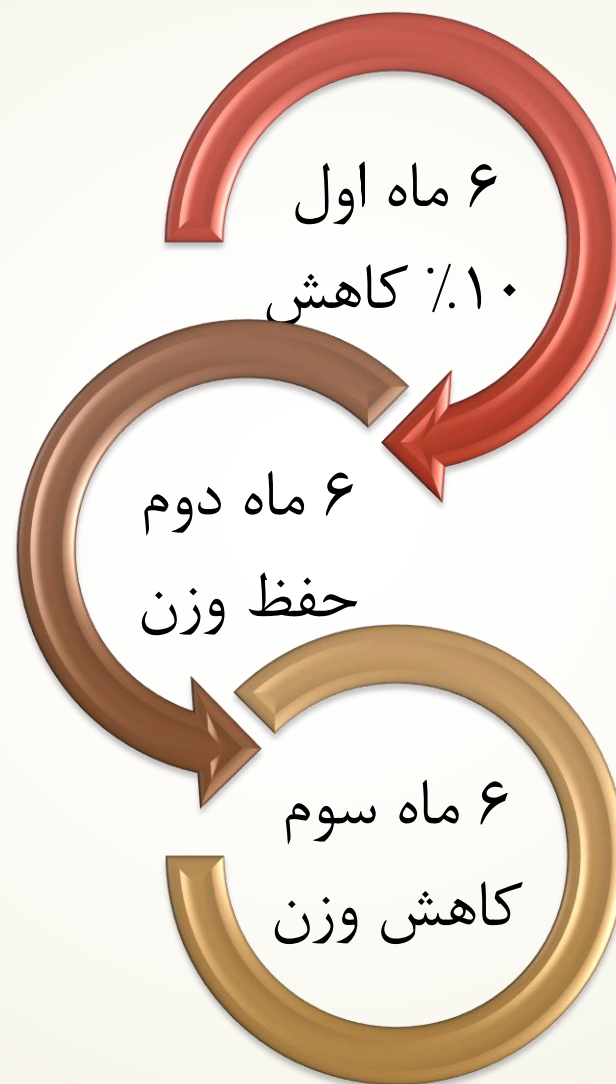 ۶ ماه اول
۱۰٪ کاهش
۶ ماه دوم
حفظ وزن
۶ ماه سوم
کاهش وزن